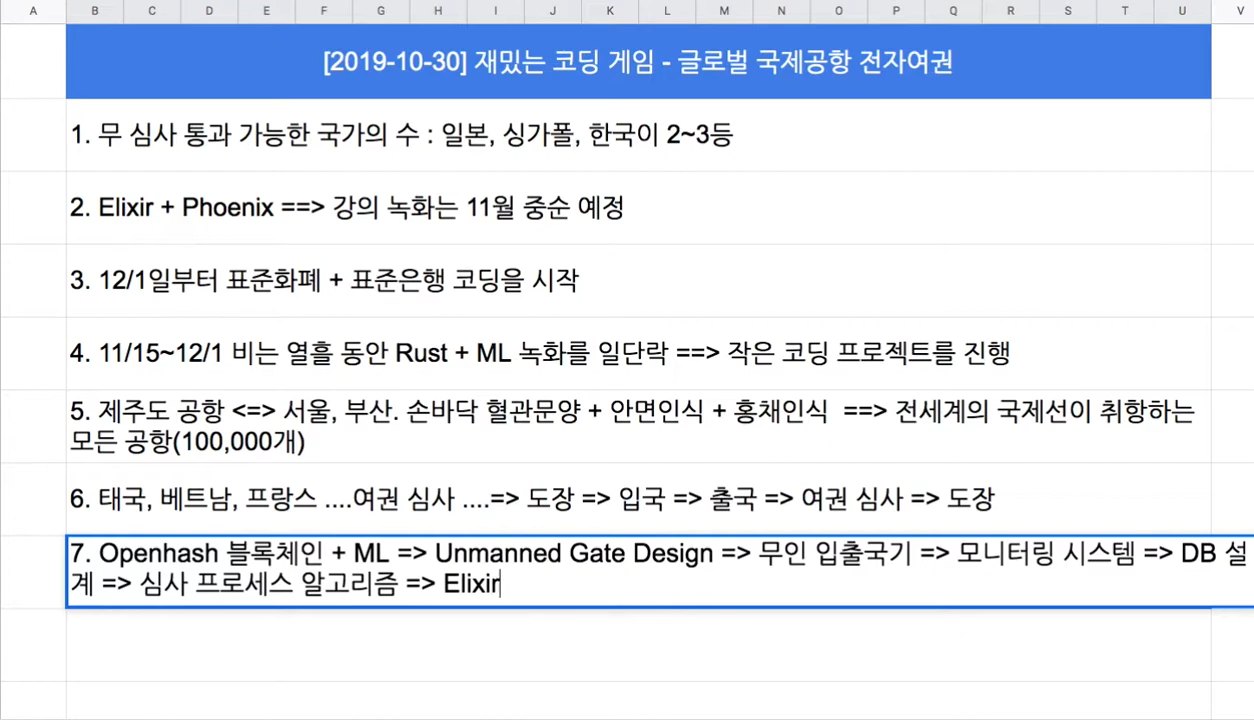 A B C D E F G H I J K L M N O P Q R S T U V
[2019-10-30] 재밌는 코딩 게임 - 글로벌 국제공항 전자여권
1. 무 심사 통과 가능한 국가의 수 : 일본, 싱가폴, 한국이 2~3등
2. Elixir + Phoenix ==> 강의 녹화는 11월 중순 예정
3. 12/1일부터 표준화폐 + 표준은행 코딩을 시작
4. 11/15~12/1 비는 열흘 동안 Rust + ML 녹화를 일단락 ==> 작은 코딩 프로젝트를 진행
5. 제주도 공항 <=> 서울, 부산. 손바닥 혈관문양 + 안면인식 + 홍채인식 ==> 전세계의 국제선이 취항하는
모든 공항(100,000개)
6. 태국, 베트남, 프랑스 ....여권 심사 ....=> 도장 => 입국 => 출국 => 여권 심사 => 도장
7. Openhash 블록체인 + ML => Unmanned Gate Design => 무인 입출국기 => 모니터링 시스템 => DB 설
계 => 심사 프로세스 알고리즘 => Elixir